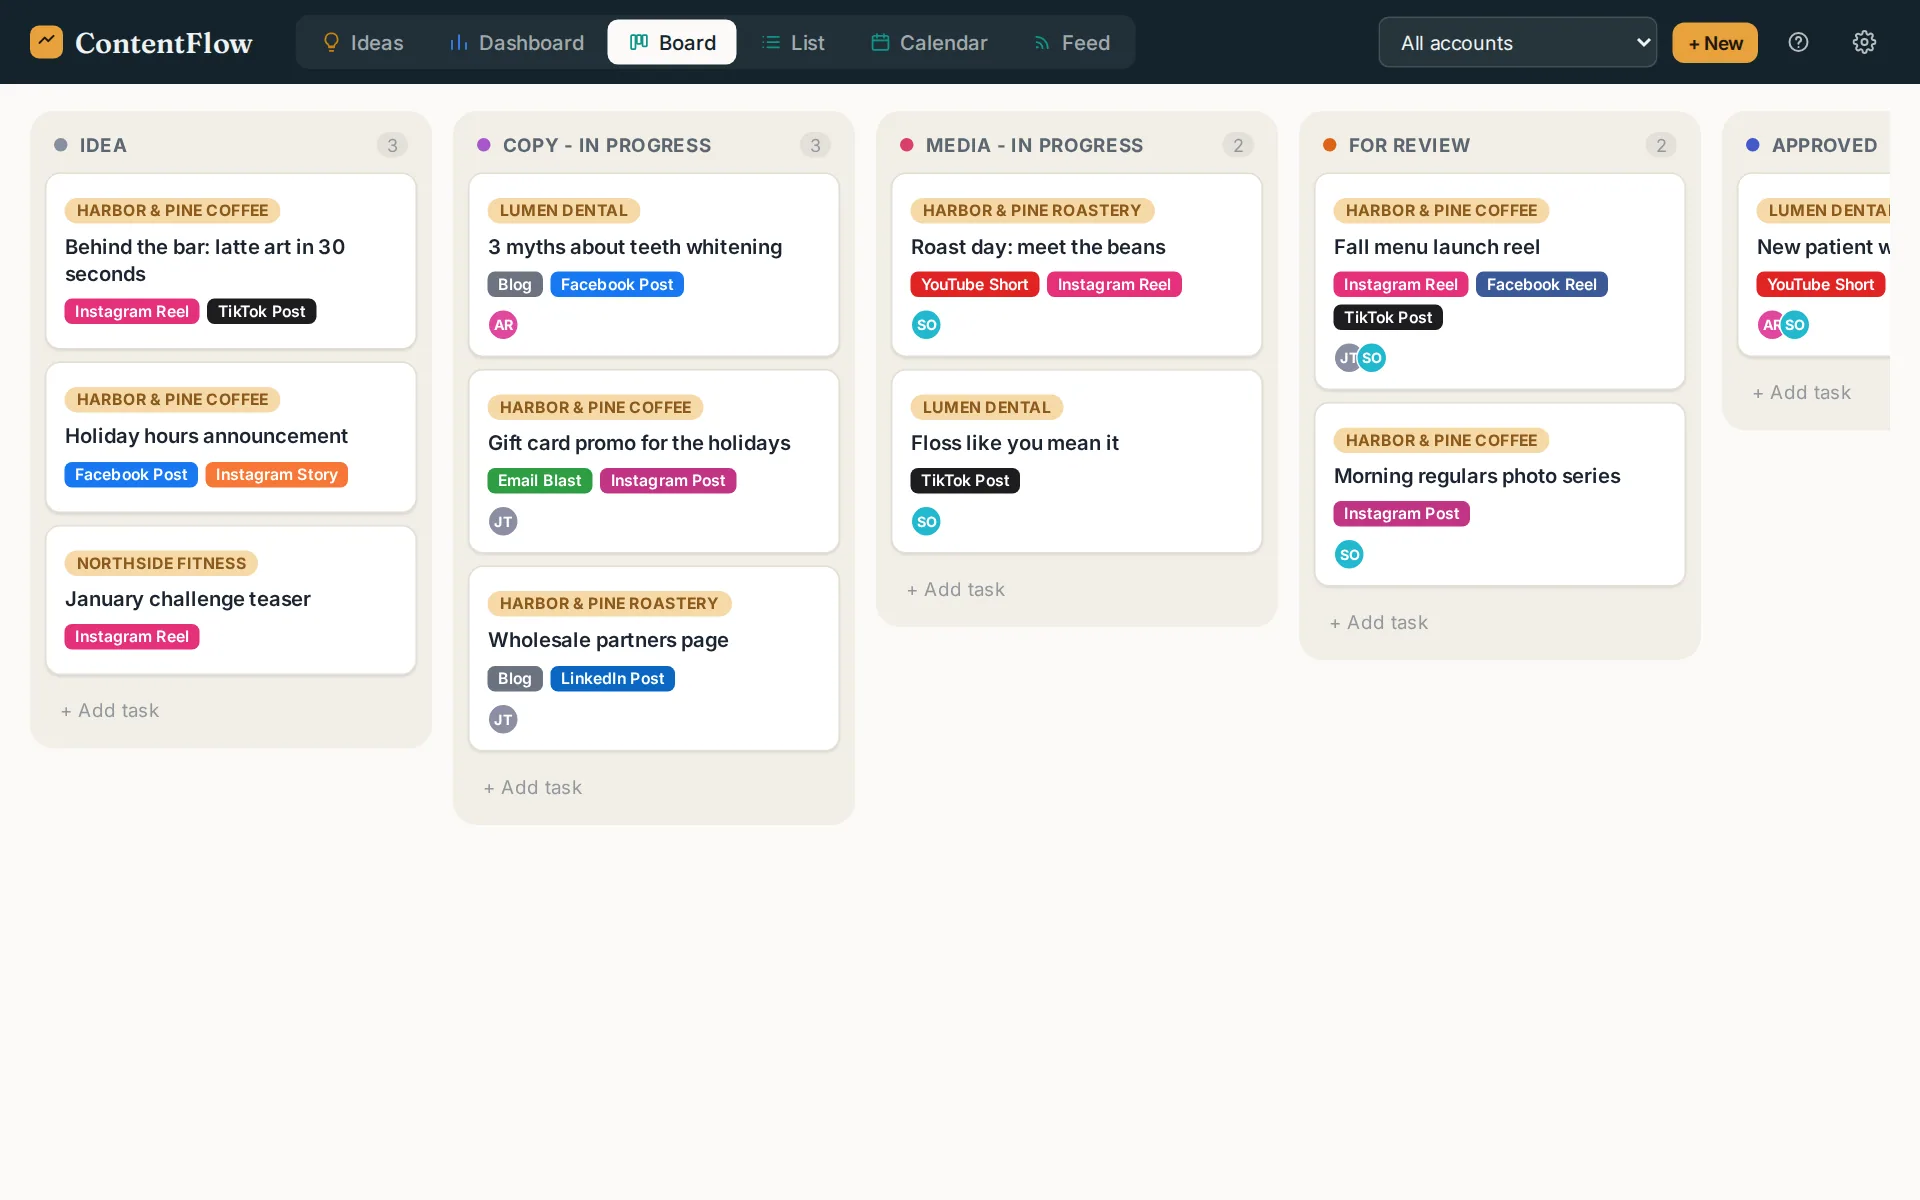 ContentFlow
Ideas
Dashboard
Board
List
Calendar
Feed
All accounts
+ New
IDEA
3
HARBOR & PINE COFFEE
Behind the bar: latte art in 30
seconds
Instagram Reel
TikTok Post
HARBOR & PINE COFFEE
Holiday hours announcement
Facebook Post
Instagram Story
NORTHSIDE FITNESS
January challenge teaser
Instagram Reel
+ Add task
COPY - IN PROGRESS
3
LUMEN DENTAL
3 myths about teeth whitening
Blog
Facebook Post
AR
HARBOR & PINE COFFEE
Gift card promo for the holidays
Email Blast
Instagram Post
JT
HARBOR & PINE ROASTERY
Wholesale partners page
Blog
LinkedIn Post
JT
+ Add task
MEDIA - IN PROGRESS
2
HARBOR & PINE ROASTERY
Roast day: meet the beans
YouTube Short
Instagram Reel
SO
LUMEN DENTAL
Floss like you mean it
TikTok Post
SO
+ Add task
FOR REVIEW
2
HARBOR & PINE COFFEE
Fall menu launch reel
Instagram Reel
Facebook Reel
TikTok Post
JT
SO
HARBOR & PINE COFFEE
Morning regulars photo series
Instagram Post
SO
+ Add task
APPROVED
LUMEN DENTAL
New patient
YouTube Short
AR
SO
+ Add task